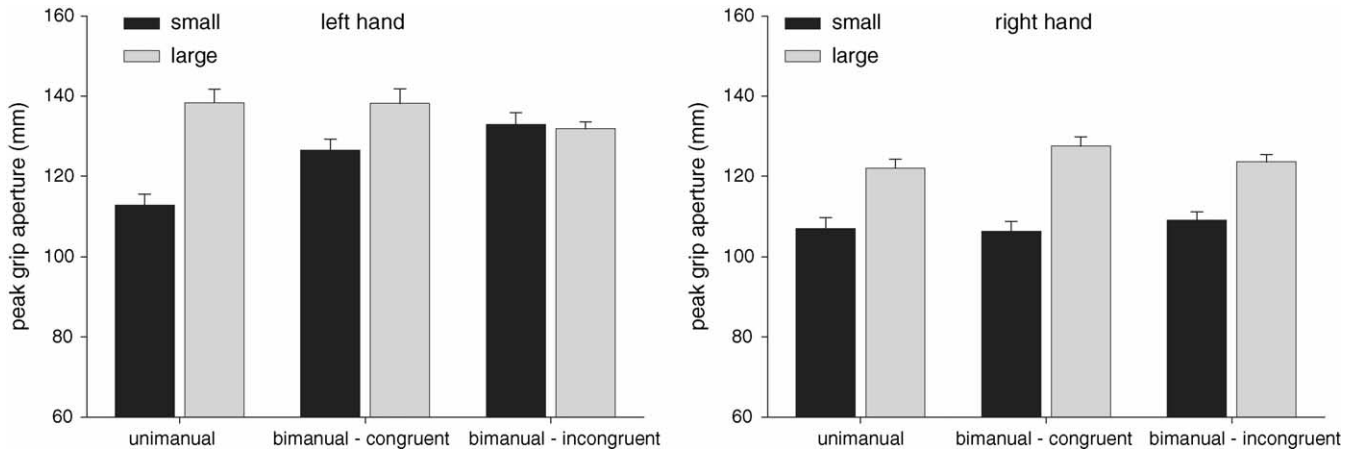 160
140
120
100
80
60
peak grip aperture (mm)
small
large
left hand
unimanual
bimanual - congruent
bimanual - incongruent
160
140
120
100
80
60
peak grip aperture (mm)
small
large
right hand
unimanual
bimanual - congruent
bimanual - incongruent